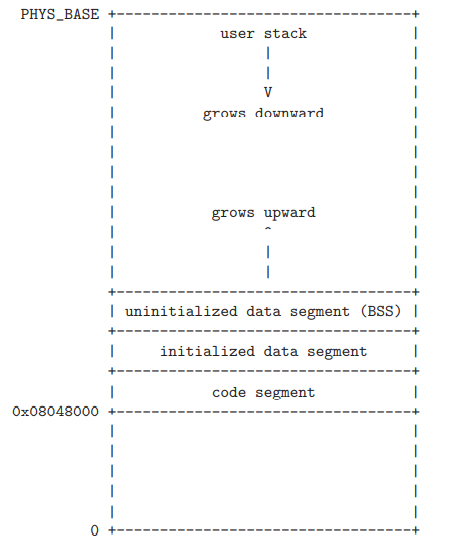 PHYS_BASE +----------------------------------+
| user stack |
| | |
| | |
| V |
| grows downward |
| |
| |
| |
| |
| grows upward |
| ^ |
| | |
| | |
+----------------------------------+
| uninitialized data segment (BSS) |
+----------------------------------+
| initialized data segment |
+----------------------------------+
| code segment |
0x08048000 +----------------------------------+
| |
| |
| |
| |
| |
0 +----------------------------------+